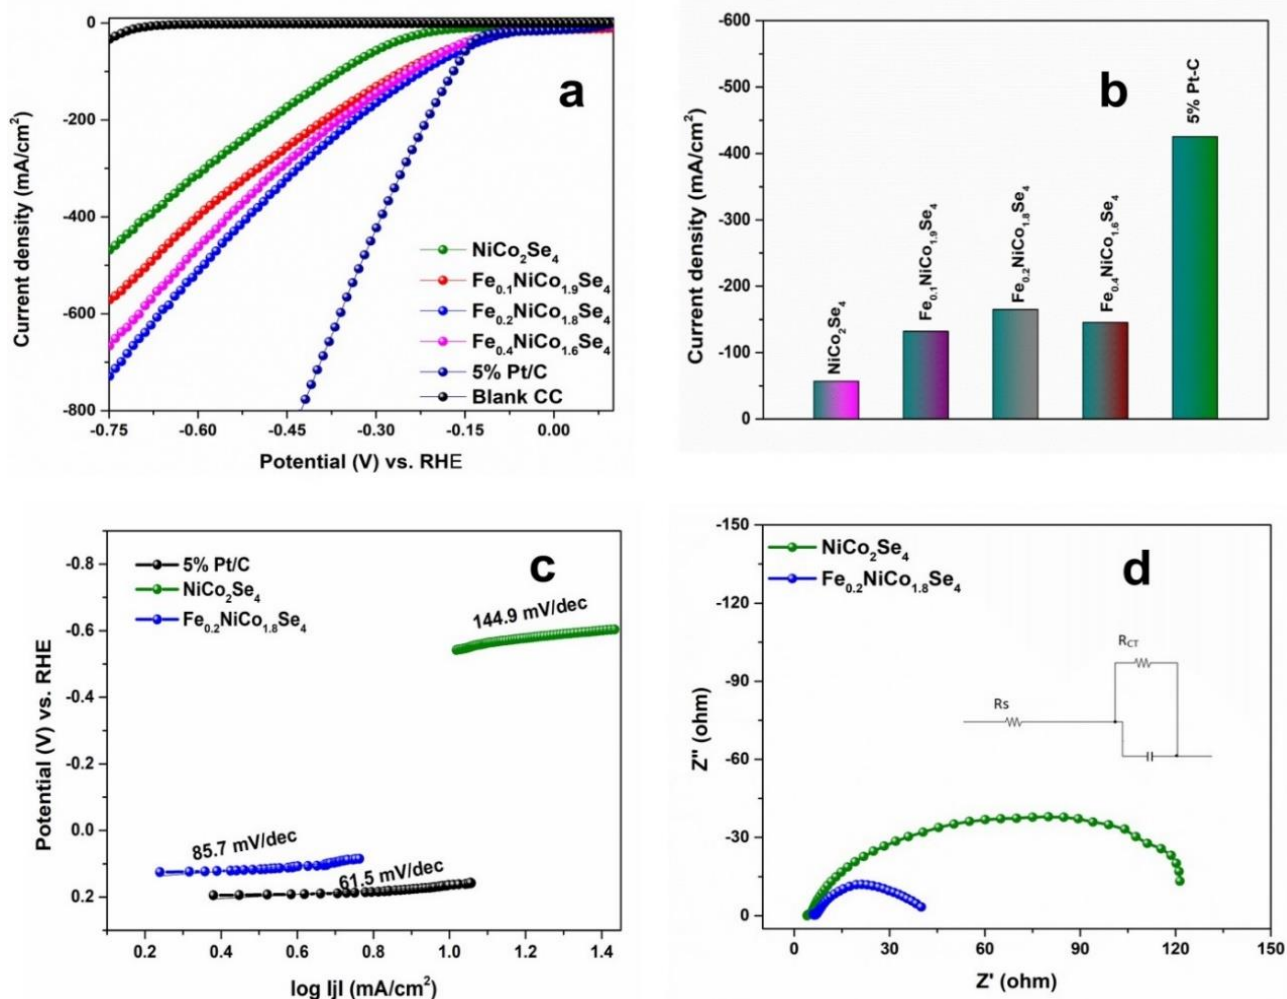 a
0
-200
-400
-600
-800
Current density (mA/cm²)
-0.75
-0.60
-0.45
-0.30
-0.15
0.00
Potential (V) vs. RHE
NiCo₂Se₄
Fe₀.₁NiCo₁.₉Se₄
Fe₀.₂NiCo₁.₈Se₄
Fe₀.₄NiCo₁.₆Se₄
5% Pt/C
Blank CC
b
-600
-500
-400
-300
-200
-100
0
Current density (mA/cm²)
NiCo₂Se₄
Fe₀.₁NiCo₁.₉Se₄
Fe₀.₂NiCo₁.₈Se₄
Fe₀.₄NiCo₁.₆Se₄
5% Pt-C
c
-0.8
-0.6
-0.4
-0.2
0.0
0.2
Potential (V) vs. RHE
5% Pt/C
NiCo₂Se₄
Fe₀.₂NiCo₁.₈Se₄
144.9 mV/dec
85.7 mV/dec
61.5 mV/dec
0.2
0.4
0.6
0.8
1.0
1.2
1.4
log IjI (mA/cm²)
d
-150
-120
-90
-60
-30
0
Z'' (ohm)
NiCo₂Se₄
Fe₀.₂NiCo₁.₈Se₄
R_CT
Rs
0
30
60
90
120
150
Z' (ohm)